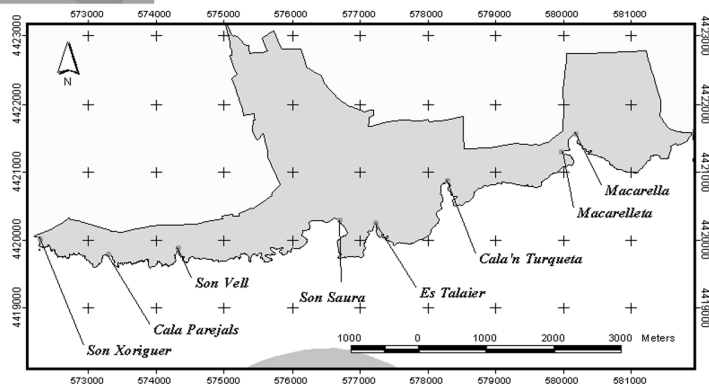 573000 574000 575000 576000 577000 578000 579000 580000 581000
4423000 4423000
N
4422000 4422000
4421000 4421000
Macarella
Macarelleta
4420000 4420000
Cala'n Turqueta
Son Vell
Son Saura
Es Talaier
4419000 4419000
Cala Parejals
Son Xoriguer
1000 0 1000 2000 3000 Meters
573000 574000 575000 576000 577000 578000 579000 580000 581000